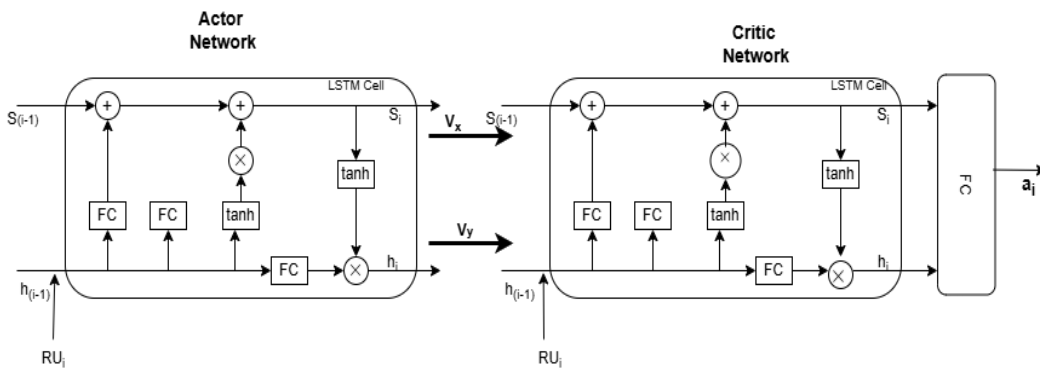 Actor
Network
Critic
Network
LSTM Cell
S(i-1)
+
+
Si
×
tanh
FC
FC
tanh
FC
×
hi
h(i-1)
RUi
Vx
Vy
LSTM Cell
S(i-1)
+
+
Si
×
tanh
FC
FC
tanh
FC
×
hi
h(i-1)
RUi
FC
ai